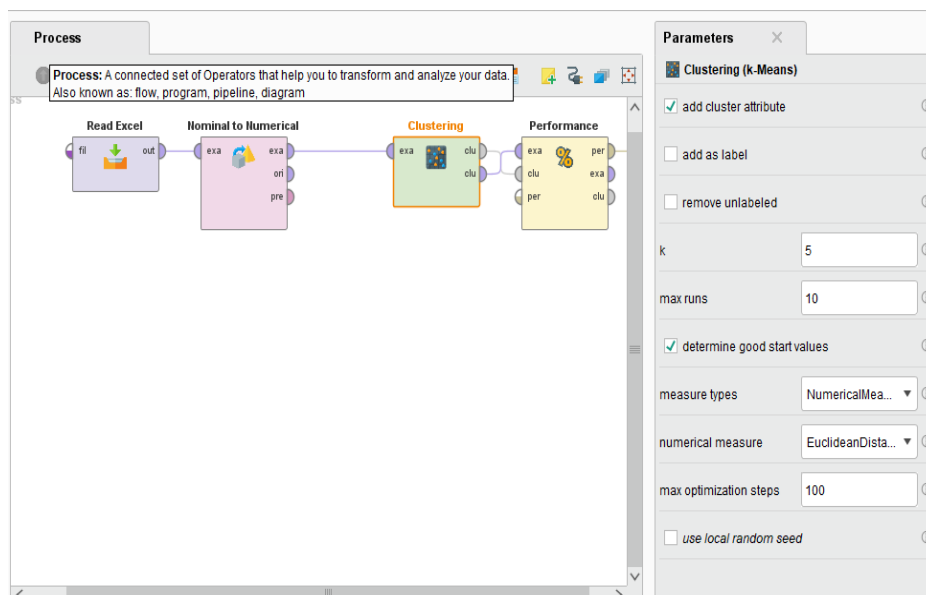 Process
Process: A connected set of Operators that help you to transform and analyze your data.
Also known as: flow, program, pipeline, diagram
ss
Read Excel
fil
out
Nominal to Numerical
exa
exa
ori
pre
Clustering
exa
clu
clu
Performance
exa
per
clu
exa
per
clu
%
Parameters
Clustering (k-Means)
add cluster attribute
add as label
remove unlabeled
k
5
max runs
10
determine good start values
measure types
NumericalMea...
numerical measure
EuclideanDista...
max optimization steps
100
use local random seed